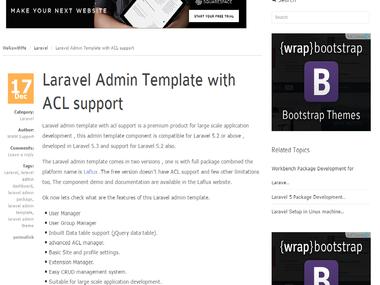 MAKE YOUR NEXT WEBSITE
SQUARESPACE
START YOUR FREE TRIAL
Search
Laravel
Laravel Admin Template with ACL support
17
Dec
Laravel Admin Template with
ACL support
Category:
Laravel
Author:
Comments:
Leave a reply
Tags:
laravel, laravel
admin
dashboard,
laravel admin
package,
laravel admin
template,
laravel admin
theme
permalink
Laravel admin template with acl support is a premium product for large scale application
development , this admin template component is compatible for Laravel 5.2 or above ,
developed in Laravel 5.3 and support for Laravel 5.2 also.
The Laravel admin template comes in two versions , one is with full package combined the
platform name is Laflux. The free version doesn't have ACL support and few other limitations
too, The component demo and documentation are available in the Laflux website.
Ok now lets check what are the features of this Laravel admin template.
User Manager
User Group Manager
Inbuilt Data table support (jQuery data table).
advanced ACL manager.
Basic Site and profile settings.
Extension Manager.
Easy CRUD management system.
Suitable for large scale application development.
Search
{wrap}bootstrap
B
Bootstrap Themes
Related Topics
Workbench Package Development for
Larave..
Laravel 5 Package Development..
Laravel Setup in Linux machine..
{wrap}bootstrap